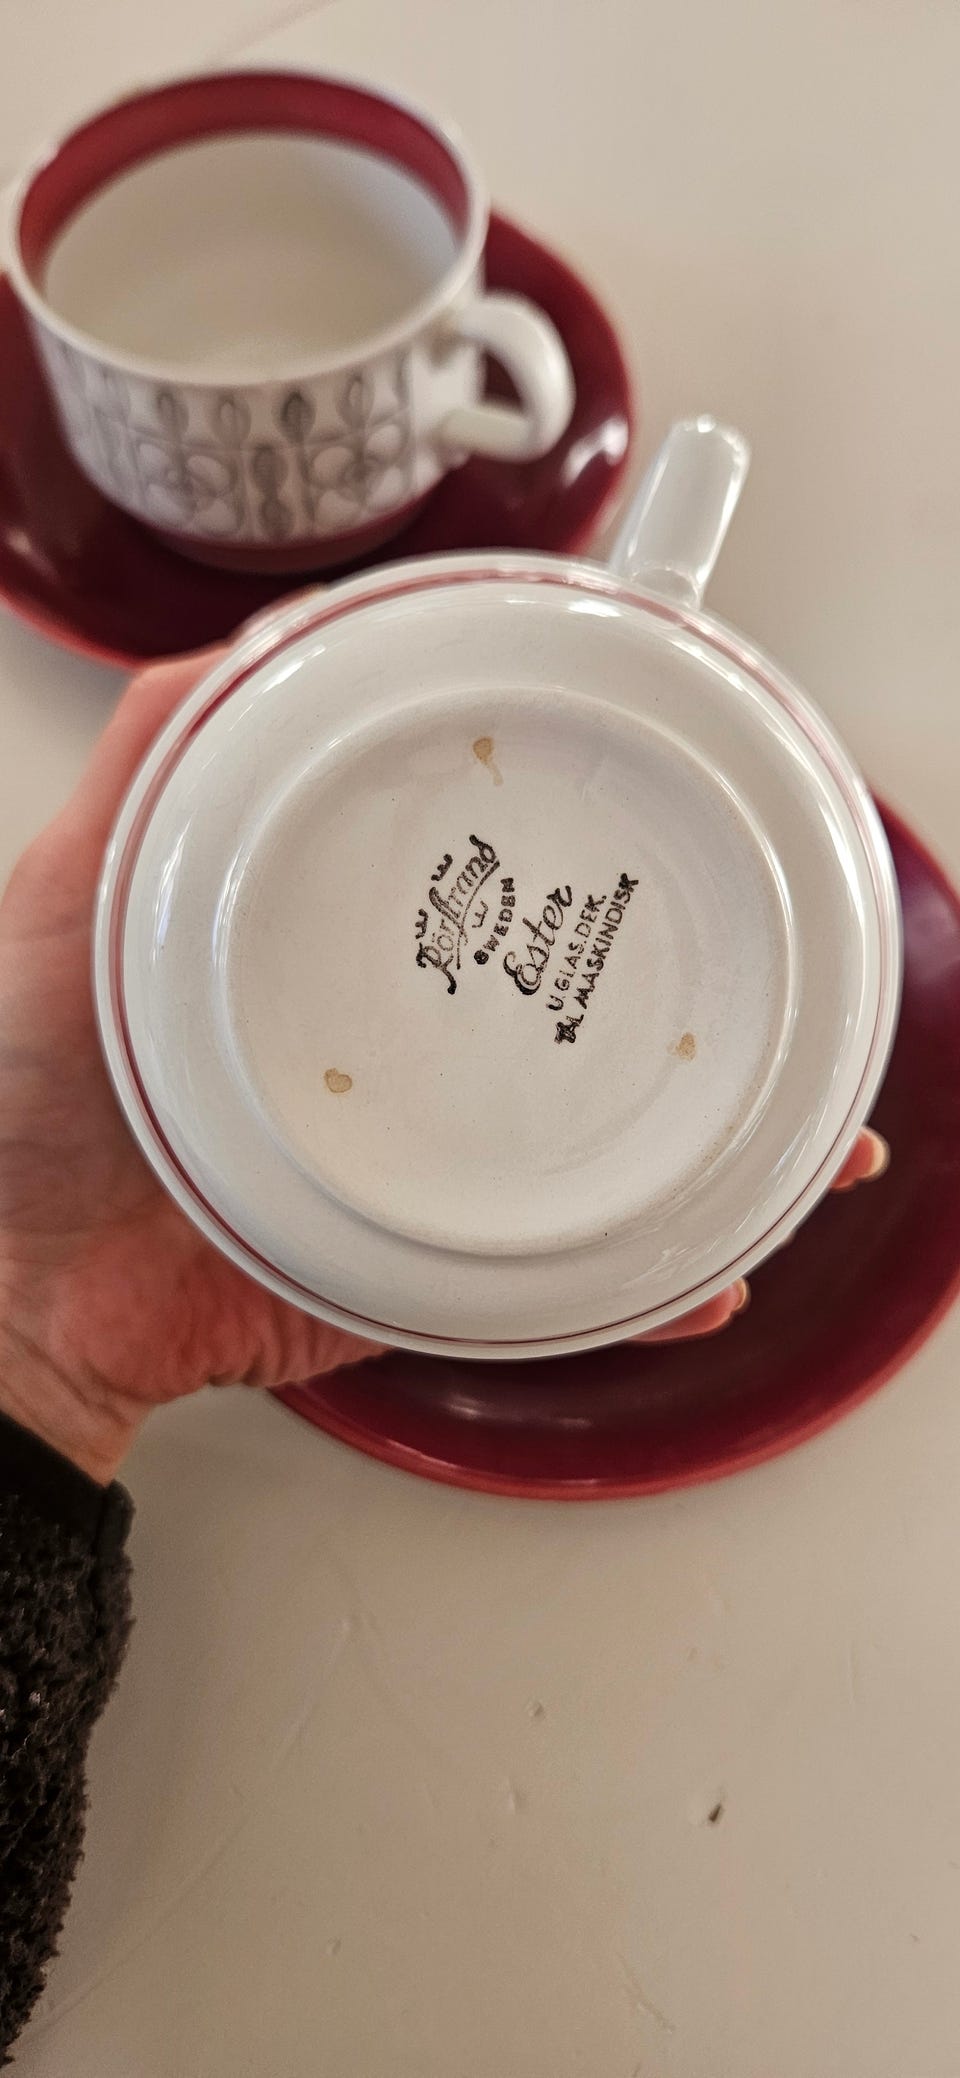 Rörstrand
SWEDEN
Ester
U.GLAS.DEK.
TÅL MASKINDISK